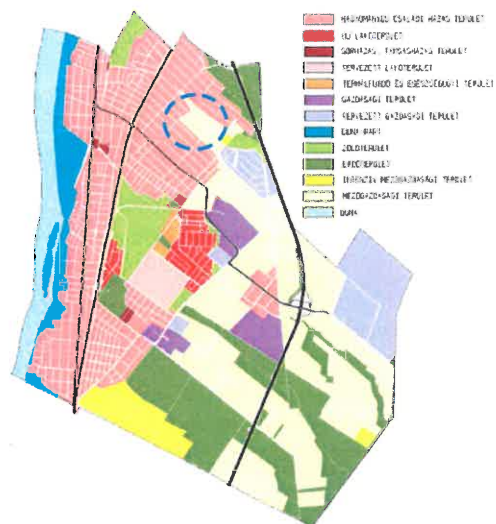 HAGYOMÁNYOS CSALÁDI HÁZAS TERÜLET
ÚJ LAKÓTERÜLET
SORHÁZAS, TÁRSASHÁZAS TERÜLET
TERVEZETT LAKÓTERÜLET
TERMÁLFÜRDŐ ÉS EGÉSZSÉGÜGYI TERÜLET
GAZDASÁGI TERÜLET
TERVEZETT GAZDASÁGI TERÜLET
DUNA-PART
ZÖLDTERÜLET
ERDŐTERÜLET
INTENZÍV MEZŐGAZDASÁGI TERÜLET
MEZŐGAZDASÁGI TERÜLET
DUNA